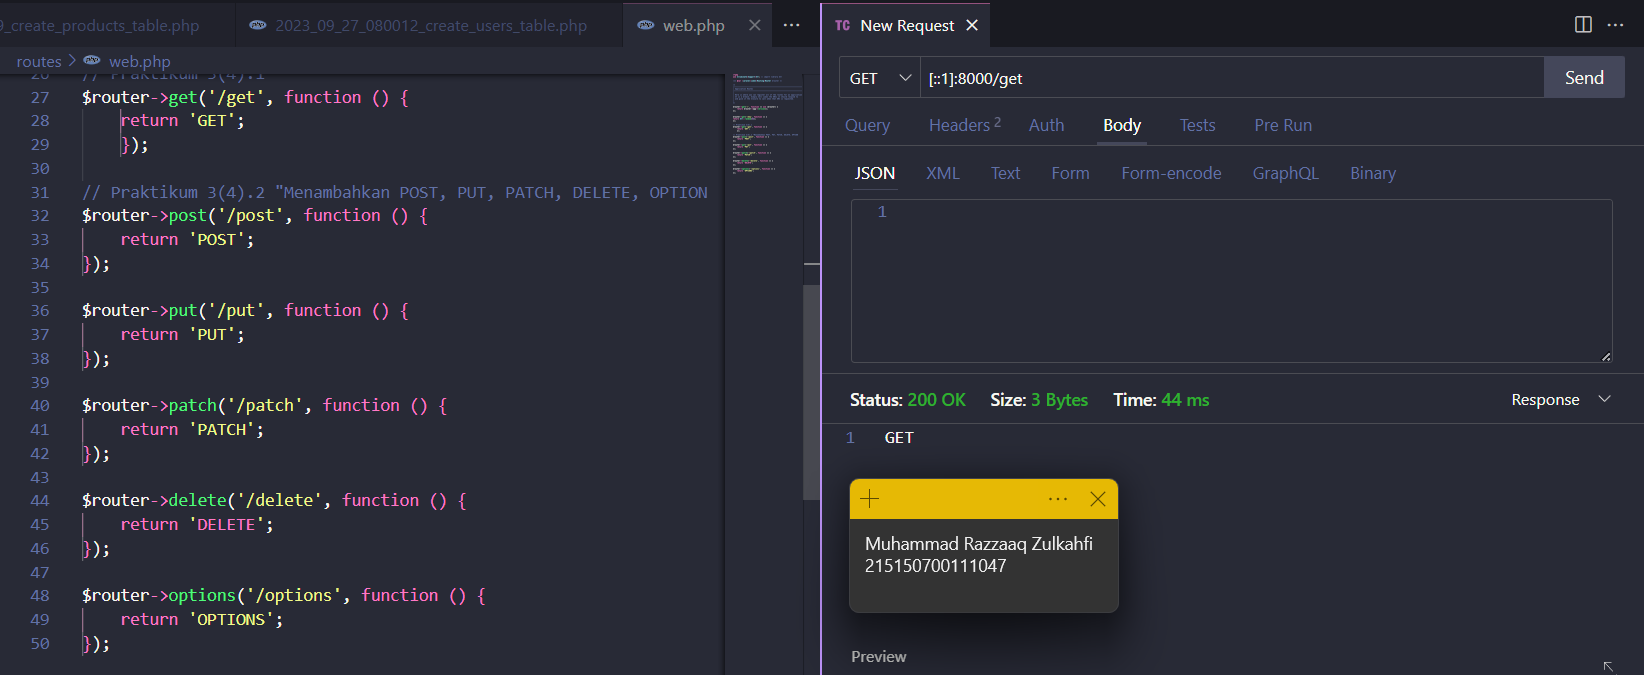 9_create_products_table.php
2023_09_27_080012_create_users_table.php
web.php
routes > web.php
26 // Praktikum 3(4).1
27 $router->get('/get', function () {
28 return 'GET';
29 });
30
31 // Praktikum 3(4).2 "Menambahkan POST, PUT, PATCH, DELETE, OPTION
32 $router->post('/post', function () {
33 return 'POST';
34 });
35
36 $router->put('/put', function () {
37 return 'PUT';
38 });
39
40 $router->patch('/patch', function () {
41 return 'PATCH';
42 });
43
44 $router->delete('/delete', function () {
45 return 'DELETE';
46 });
47
48 $router->options('/options', function () {
49 return 'OPTIONS';
50 });
TC New Request
GET [::1]:8000/get Send
Query Headers 2 Auth Body Tests Pre Run
JSON XML Text Form Form-encode GraphQL Binary
1
Status: 200 OK Size: 3 Bytes Time: 44 ms Response
1 GET
Muhammad Razzaaq Zulkahfi
215150700111047
Preview